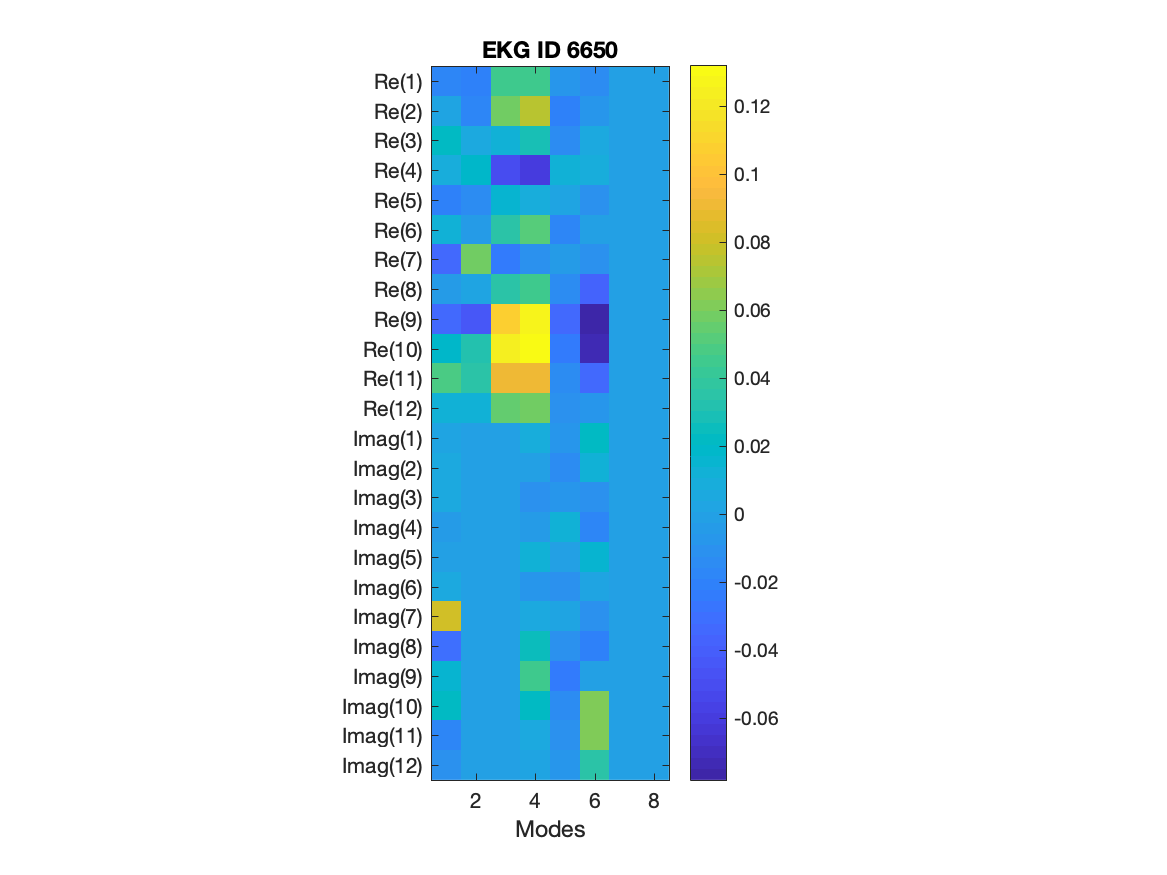 EKG ID 6650
Re(1)
Re(2)
Re(3)
Re(4)
Re(5)
Re(6)
Re(7)
Re(8)
Re(9)
Re(10)
Re(11)
Re(12)
Imag(1)
Imag(2)
Imag(3)
Imag(4)
Imag(5)
Imag(6)
Imag(7)
Imag(8)
Imag(9)
Imag(10)
Imag(11)
Imag(12)
2 4 6 8
Modes
0.12
0.1
0.08
0.06
0.04
0.02
0
-0.02
-0.04
-0.06